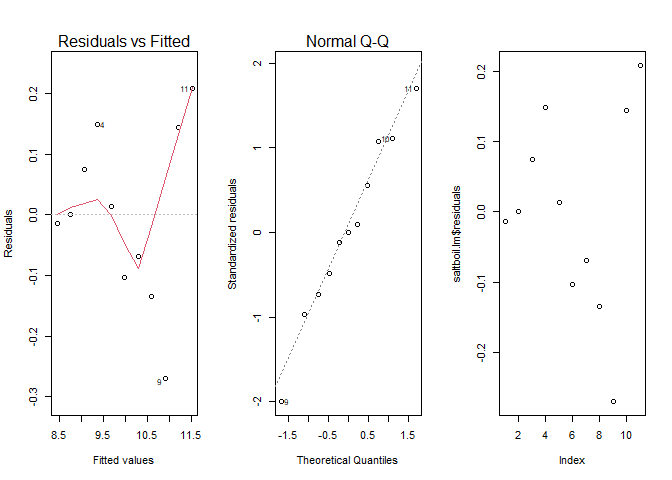 Residuals vs Fitted
Residuals
0.2
0.1
0.0
-0.1
-0.2
-0.3
4
11
9
8.5 9.5 10.5 11.5
Fitted values
Normal Q-Q
Standardized residuals
2
1
0
-1
-2
11
10
9
-1.5 -0.5 0.5 1.5
Theoretical Quantiles
saltboil.lm$residuals
0.2
0.1
0.0
-0.1
-0.2
2 4 6 8 10
Index